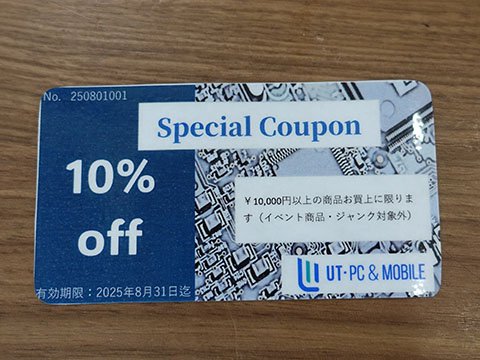 No. 250801001
Special Coupon
10%
off
￥10,000円以上の商品お買上に限りま
す（イベント商品・ジャンク対象外）
UT・PC & MOBILE
有効期限：2025年8月31日迄